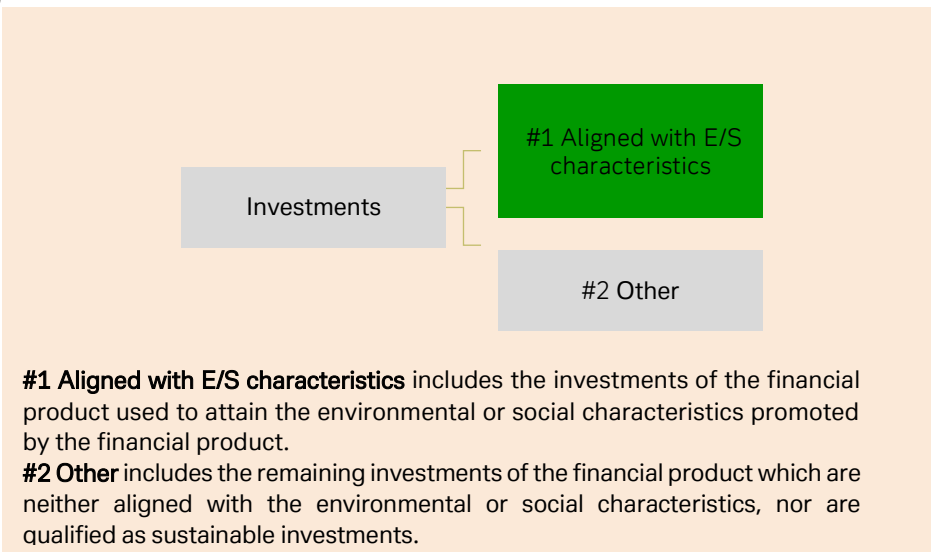 #1 Aligned with E/S
characteristics
Investments
#2 Other
#1 Aligned with E/S characteristics includes the investments of the financial
product used to attain the environmental or social characteristics promoted
by the financial product.
#2 Other includes the remaining investments of the financial product which are
neither aligned with the environmental or social characteristics, nor are
qualified as sustainable investments.